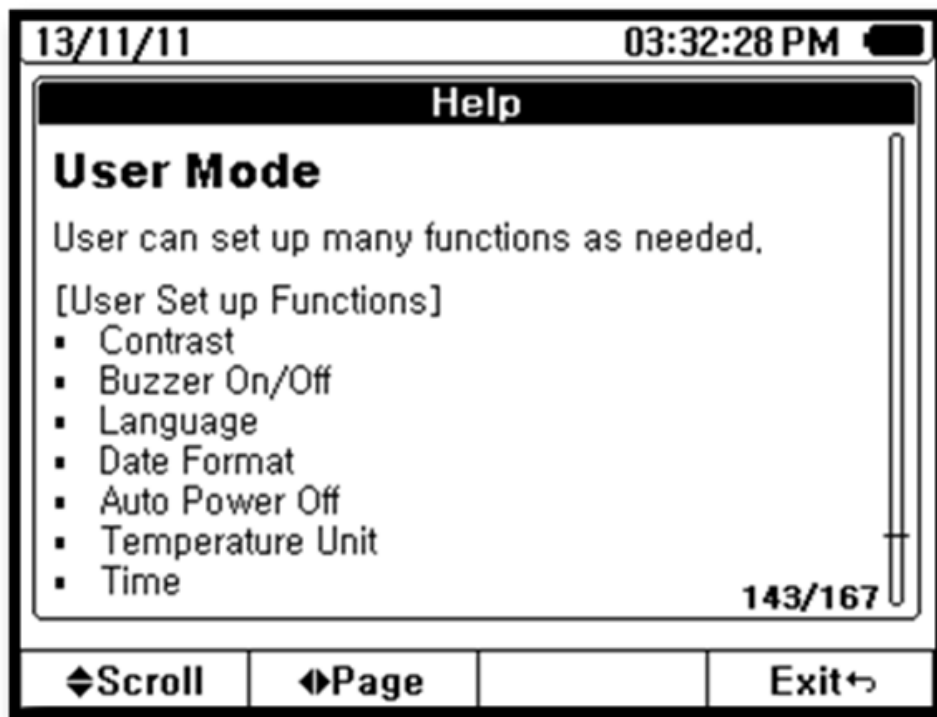 13/11/11 03:32:28 PM
Help
User Mode
User can set up many functions as needed.
[User Set up Functions]
▪ Contrast
▪ Buzzer On/Off
▪ Language
▪ Date Format
▪ Auto Power Off
▪ Temperature Unit
▪ Time
143/167
Scroll Page Exit